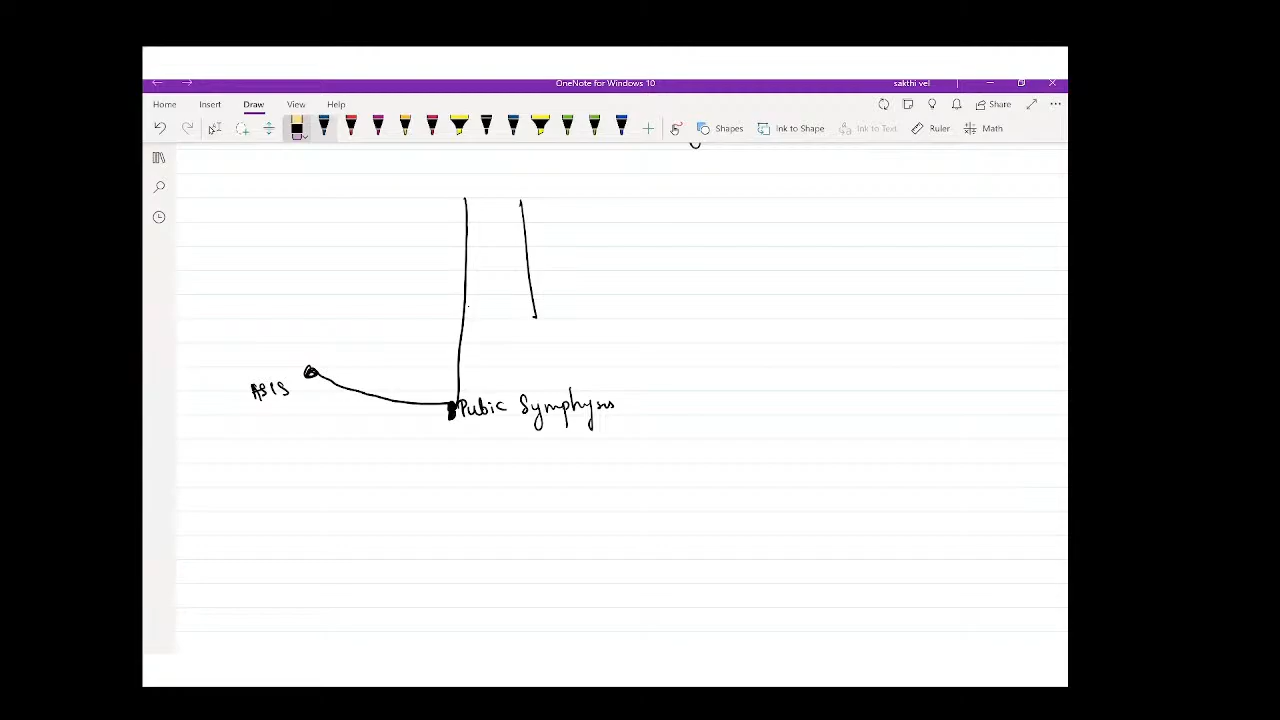 OneNote for Windows 10
sakthi vel
Home Insert Draw View Help
Share
Shapes Ink to Shape Ink to Text Ruler Math
ASIS
Pubic Symphysis